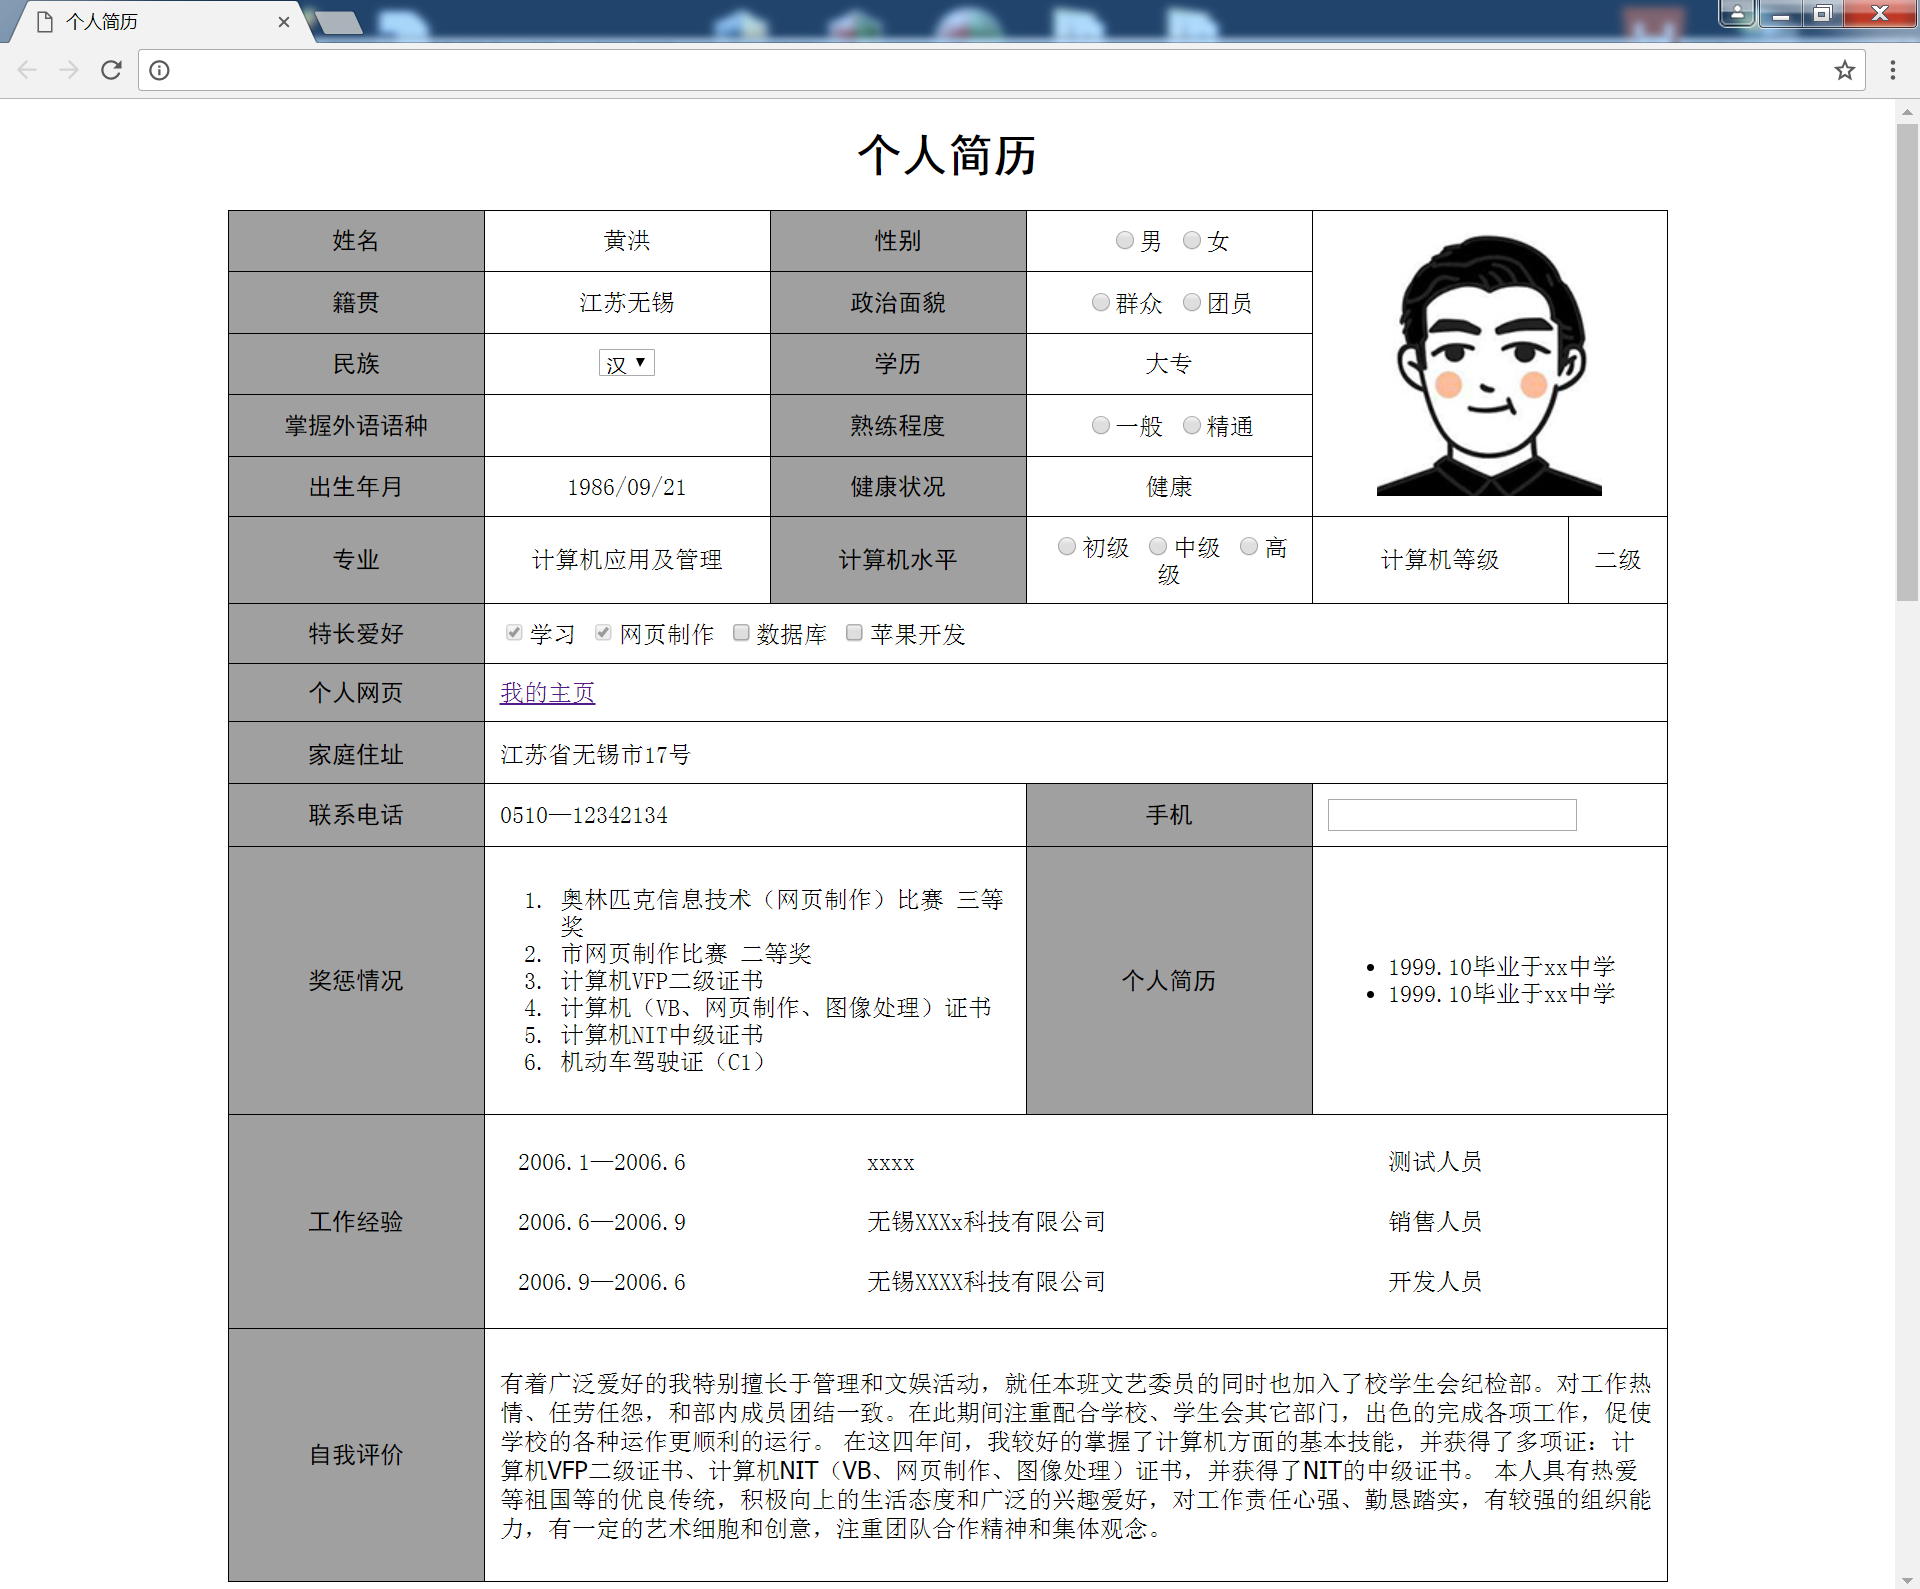 个人简历
个人简历
姓名 黄洪 性别 男 女
籍贯 江苏无锡 政治面貌 群众 团员
民族 汉 学历 大专
掌握外语语种 熟练程度 一般 精通
出生年月 1986/09/21 健康状况 健康
专业 计算机应用及管理 计算机水平 初级 中级 高
级
计算机等级 二级
特长爱好 学习 网页制作 数据库 苹果开发
个人网页 我的主页
家庭住址 江苏省无锡市17号
联系电话 0510—12342134 手机
奖惩情况
1. 奥林匹克信息技术（网页制作）比赛 三等
奖
2. 市网页制作比赛 二等奖
3. 计算机VFP二级证书
4. 计算机（VB、网页制作、图像处理）证书
5. 计算机NIT中级证书
6. 机动车驾驶证（C1）
个人简历
• 1999.10毕业于xx中学
• 1999.10毕业于xx中学
工作经验
2006.1—2006.6 xxxx 测试人员
2006.6—2006.9 无锡XXXx科技有限公司 销售人员
2006.9—2006.6 无锡XXXX科技有限公司 开发人员
自我评价
有着广泛爱好的我特别擅长于管理和文娱活动，就任本班文艺委员的同时也加入了校学生会纪检部。对工作热
情、任劳任怨，和部内成员团结一致。在此期间注重配合学校、学生会其它部门，出色的完成各项工作，促使
学校的各种运作更顺利的运行。 在这四年间，我较好的掌握了计算机方面的基本技能，并获得了多项证：计
算机VFP二级证书、计算机NIT（VB、网页制作、图像处理）证书，并获得了NIT的中级证书。 本人具有热爱
等祖国等的优良传统，积极向上的生活态度和广泛的兴趣爱好，对工作责任心强、勤恳踏实，有较强的组织能
力，有一定的艺术细胞和创意，注重团队合作精神和集体观念。